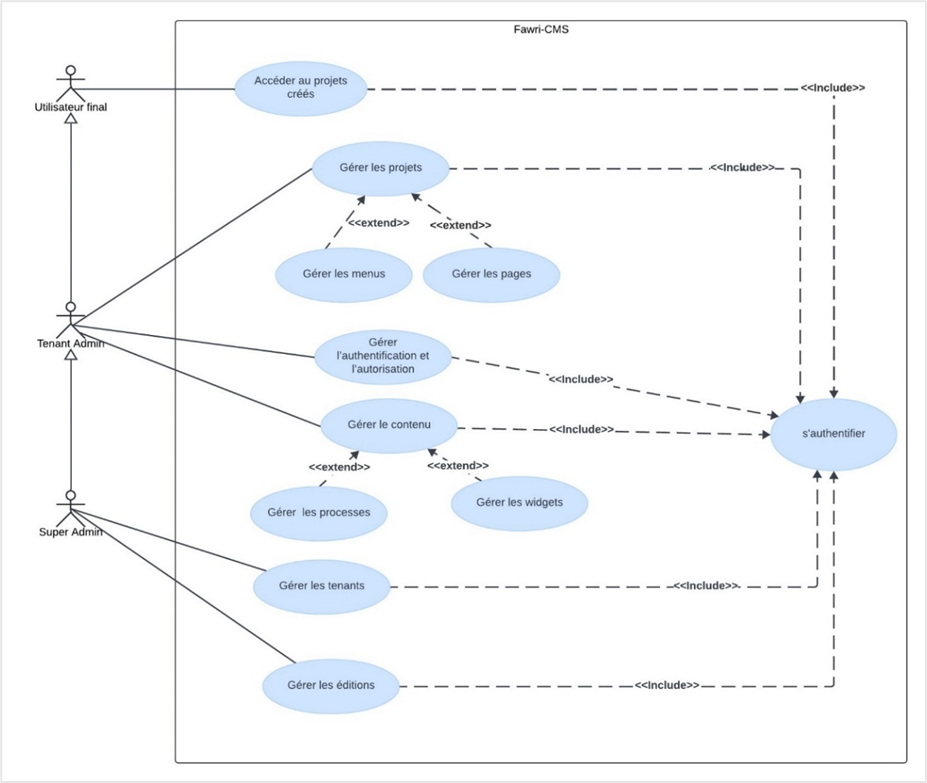 Fawri-CMS
Accéder au projets
créés
<<Include>>
Utilisateur final
Gérer les projets
<<Include>>
<<extend>>
<<extend>>
Gérer les menus
Gérer les pages
Tenant Admin
Gérer
l'authentification et
l'autorisation
<<Include>>
Gérer le contenu
<<Include>>
s'authentifier
<<extend>>
<<extend>>
Gérer les processes
Gérer les widgets
Super Admin
Gérer les tenants
<<Include>>
Gérer les éditions
<<Include>>